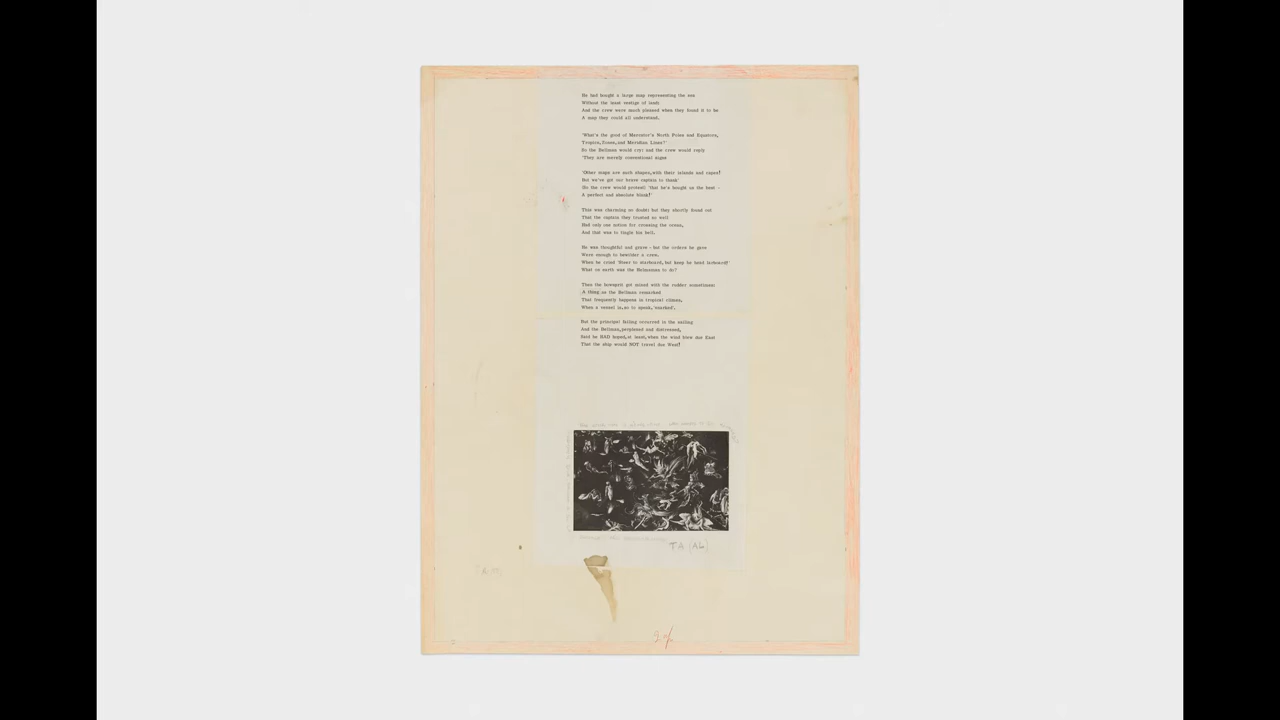 He had bought a large map representing the sea
Without the least vestige of land:
And the crew were much pleased when they found it to be
A map they could all understand.
'What's the good of Mercator's North Poles and Equators,
Tropics, Zones, and Meridian Lines?'
So the Bellman would cry: and the crew would reply
'They are merely conventional signs
'Other maps are such shapes, with their islands and capes!
But we've got our brave captain to thank'
(So the crew would protest) 'that he's bought us the best -
A perfect and absolute blank!'
This was charming no doubt: but they shortly found out
That the captain they trusted so well
Had only one notion for crossing the ocean,
And that was to tingle his bell.
He was thoughtful and grave - but the orders he gave
Were enough to bewilder a crew.
When he cried 'Steer to starboard, but keep he head larboard!'
What on earth was the Helmsman to do?
Then the bowsprit got mixed with the rudder sometimes:
A thing, as the Bellman remarked
That frequently happens in tropical climes,
When a vessel is, so to speak, 'snarked'.
But the principal failing occurred in the sailing
And the Bellman, perplexed and distressed,
Said he HAD hoped, at least, when the wind blew due East
That the ship would NOT travel due West!
TA (AL)